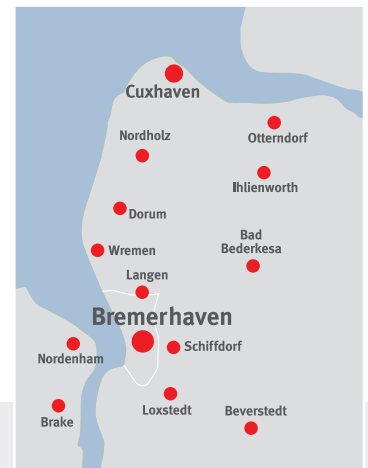 Cuxhaven
Nordholz
Otterndorf
Ihlienworth
Dorum
Wremen
Bad
Bederkesa
Langen
Bremerhaven
Schiffdorf
Nordenham
Loxstedt
Beverstedt
Brake